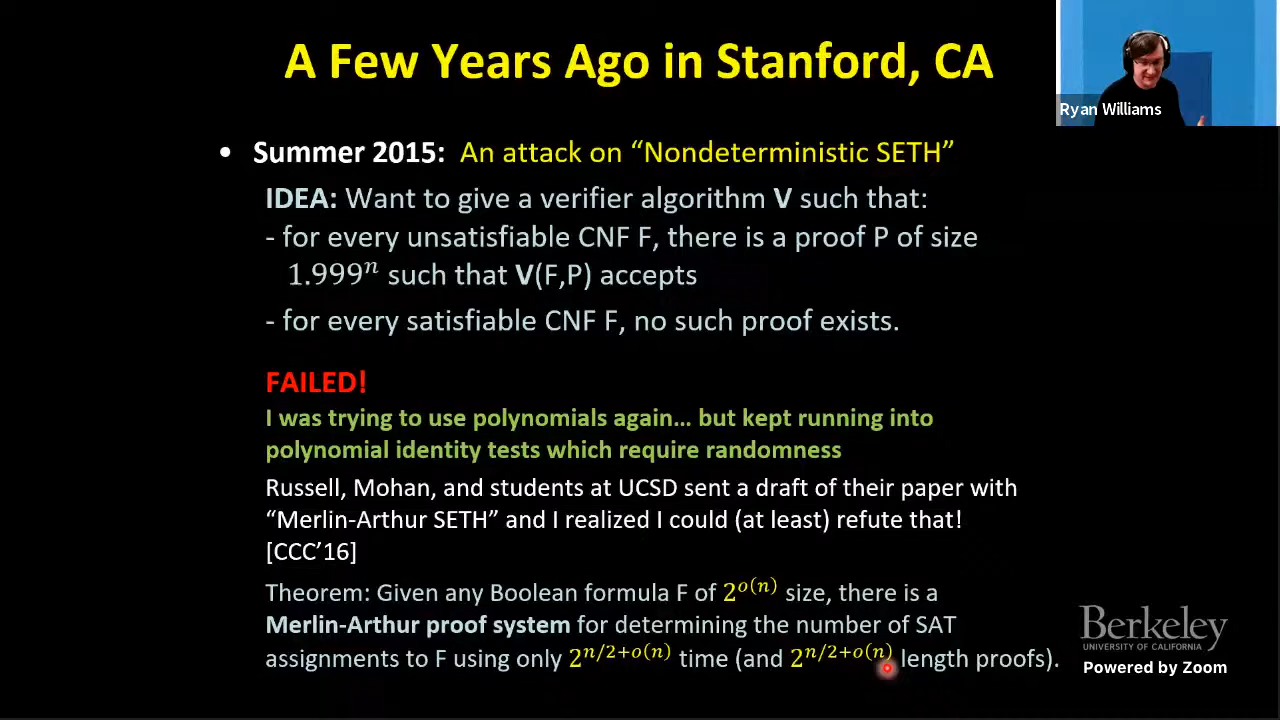 A Few Years Ago in Stanford, CA
Ryan Williams
• Summer 2015: An attack on “Nondeterministic SETH”
IDEA: Want to give a verifier algorithm V such that:
- for every unsatisfiable CNF F, there is a proof P of size
1.999ⁿ such that V(F,P) accepts
- for every satisfiable CNF F, no such proof exists.
FAILED!
I was trying to use polynomials again… but kept running into
polynomial identity tests which require randomness
Russell, Mohan, and students at UCSD sent a draft of their paper with
“Merlin-Arthur SETH” and I realized I could (at least) refute that!
[CCC’16]
Theorem: Given any Boolean formula F of 2^{o(n)} size, there is a
Merlin-Arthur proof system for determining the number of SAT
assignments to F using only 2^{n/2+o(n)} time (and 2^{n/2+o(n)} length proofs).
Berkeley
UNIVERSITY OF CALIFORNIA
Powered by Zoom